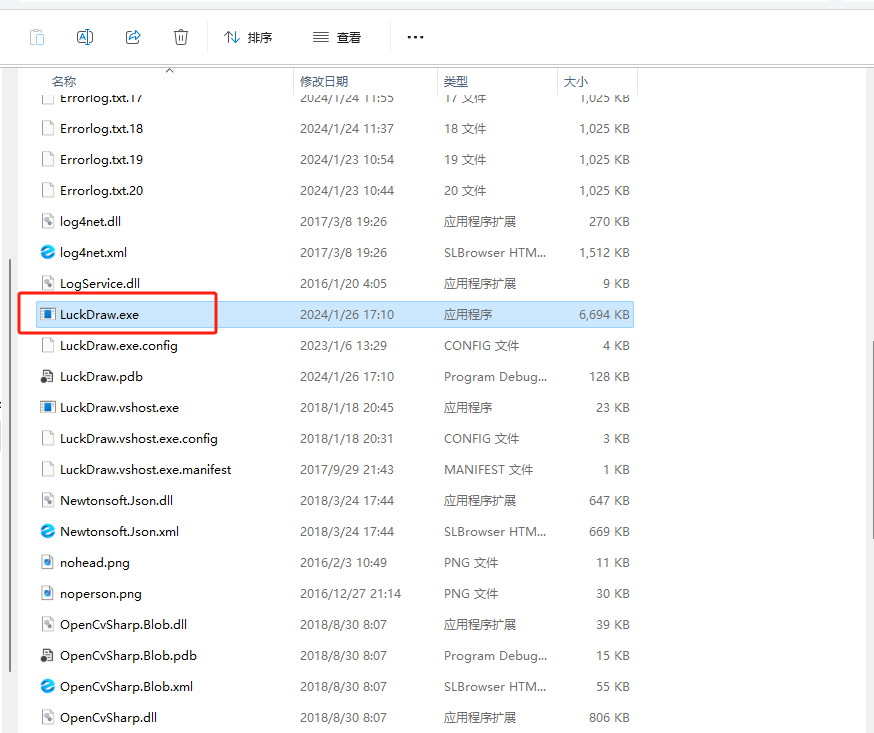 排序 查看
名称 修改日期 类型 大小
Errorlog.txt.17 2024/1/24 11:55 17 文件 1,025 KB
Errorlog.txt.18 2024/1/24 11:37 18 文件 1,025 KB
Errorlog.txt.19 2024/1/23 10:54 19 文件 1,025 KB
Errorlog.txt.20 2024/1/23 10:44 20 文件 1,025 KB
log4net.dll 2017/3/8 19:26 应用程序扩展 270 KB
log4net.xml 2017/3/8 19:26 SLBrowser HTM... 1,512 KB
LogService.dll 2016/1/20 4:05 应用程序扩展 9 KB
LuckDraw.exe 2024/1/26 17:10 应用程序 6,694 KB
LuckDraw.exe.config 2023/1/6 13:29 CONFIG 文件 4 KB
LuckDraw.pdb 2024/1/26 17:10 Program Debug... 128 KB
LuckDraw.vshost.exe 2018/1/18 20:45 应用程序 23 KB
LuckDraw.vshost.exe.config 2018/1/18 20:31 CONFIG 文件 3 KB
LuckDraw.vshost.exe.manifest 2017/9/29 21:43 MANIFEST 文件 1 KB
Newtonsoft.Json.dll 2018/3/24 17:44 应用程序扩展 647 KB
Newtonsoft.Json.xml 2018/3/24 17:44 SLBrowser HTM... 669 KB
nohead.png 2016/2/3 10:49 PNG 文件 11 KB
noperson.png 2016/12/27 21:14 PNG 文件 30 KB
OpenCvSharp.Blob.dll 2018/8/30 8:07 应用程序扩展 39 KB
OpenCvSharp.Blob.pdb 2018/8/30 8:07 Program Debug... 15 KB
OpenCvSharp.Blob.xml 2018/8/30 8:07 SLBrowser HTM... 55 KB
OpenCvSharp.dll 2018/8/30 8:07 应用程序扩展 806 KB